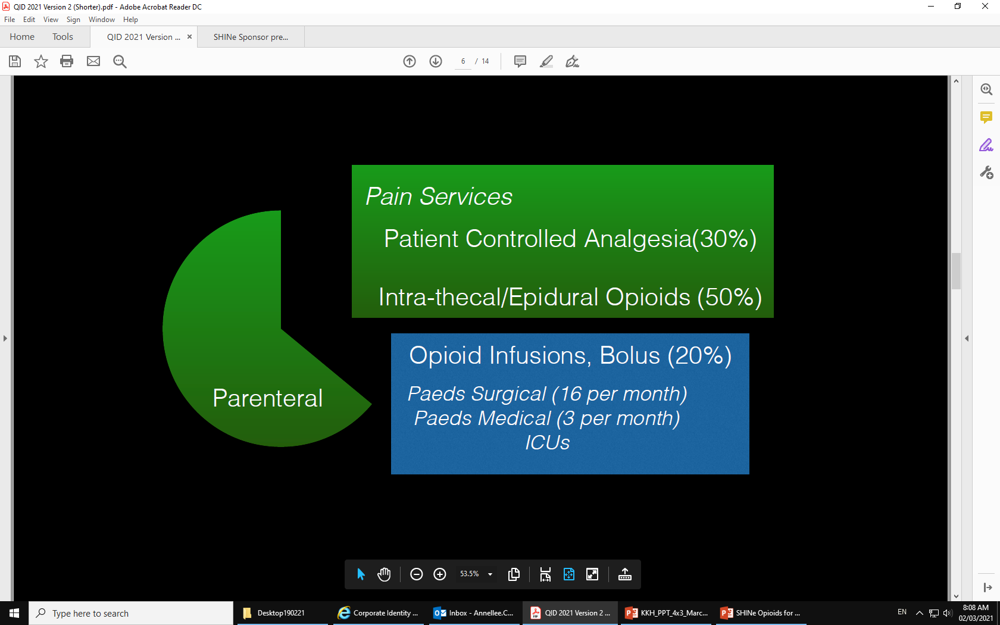 QID 2021 Version 2 (Shorter).pdf - Adobe Acrobat Reader DC
File Edit View Sign Window Help
Home Tools QID 2021 Version ... × SHINe Sponsor pre...
6 / 14
Pain Services
Patient Controlled Analgesia(30%)
Intra-thecal/Epidural Opioids (50%)
Parenteral
Opioid Infusions, Bolus (20%)
Paeds Surgical (16 per month)
Paeds Medical (3 per month)
ICUs
53.5%
Type here to search
Desktop190221
Corporate Identity ...
Inbox - Annellee.C...
QID 2021 Version 2 ...
KKH_PPT_4x3_Marc...
SHINe Opioids for ...
EN
8:08 AM
02/03/2021